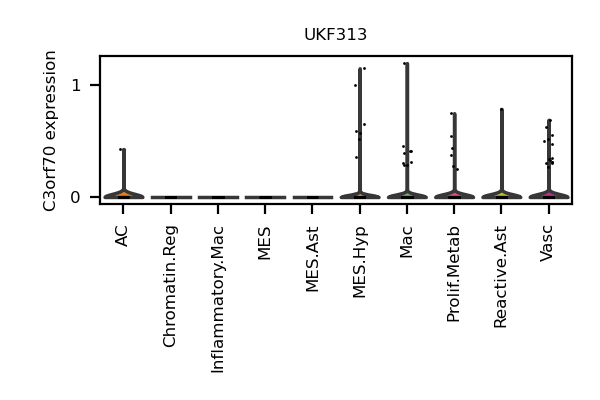 UKF313
C3orf70 expression
1
0
AC
Chromatin.Reg
Inflammatory.Mac
MES
MES.Ast
MES.Hyp
Mac
Prolif.Metab
Reactive.Ast
Vasc